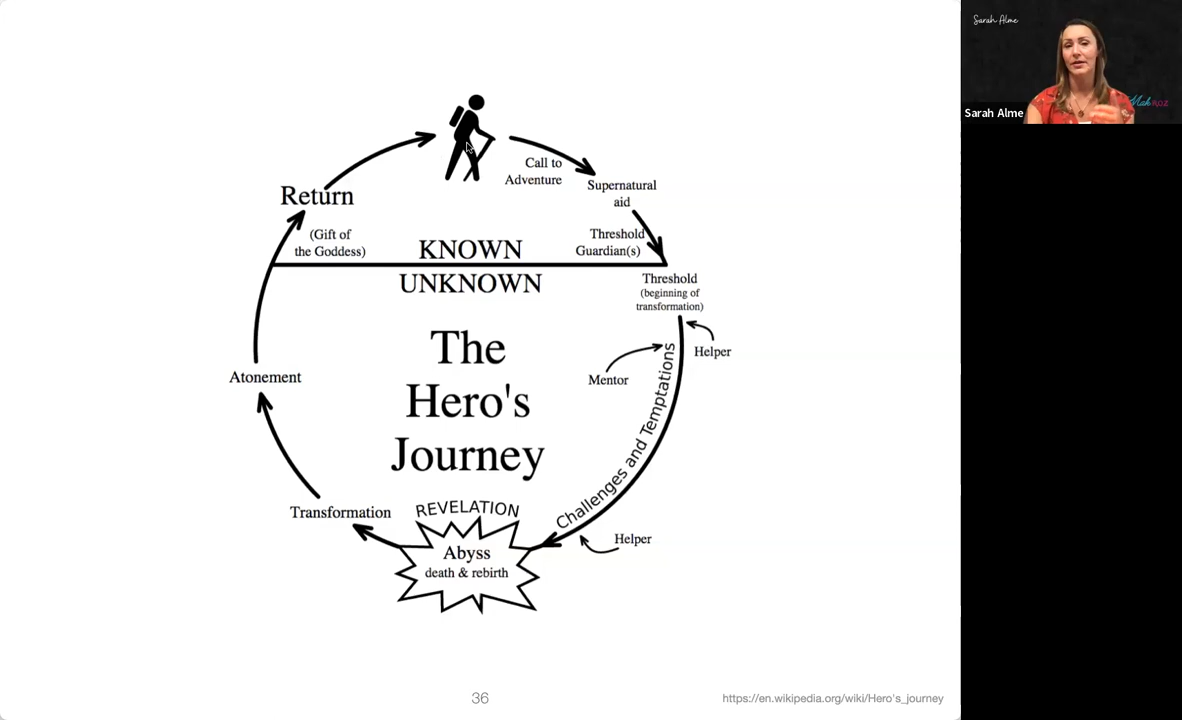 Sarah Alme
Sarah Alme
Call to
Adventure
Supernatural
aid
Return
(Gift of
the Goddess)
Threshold
Guardian(s)
KNOWN
UNKNOWN
Threshold
(beginning of
transformation)
Helper
Mentor
The
Hero's
Journey
Challenges and Temptations
Atonement
Transformation
REVELATION
Abyss
death & rebirth
Helper
36
https://en.wikipedia.org/wiki/Hero's_journey